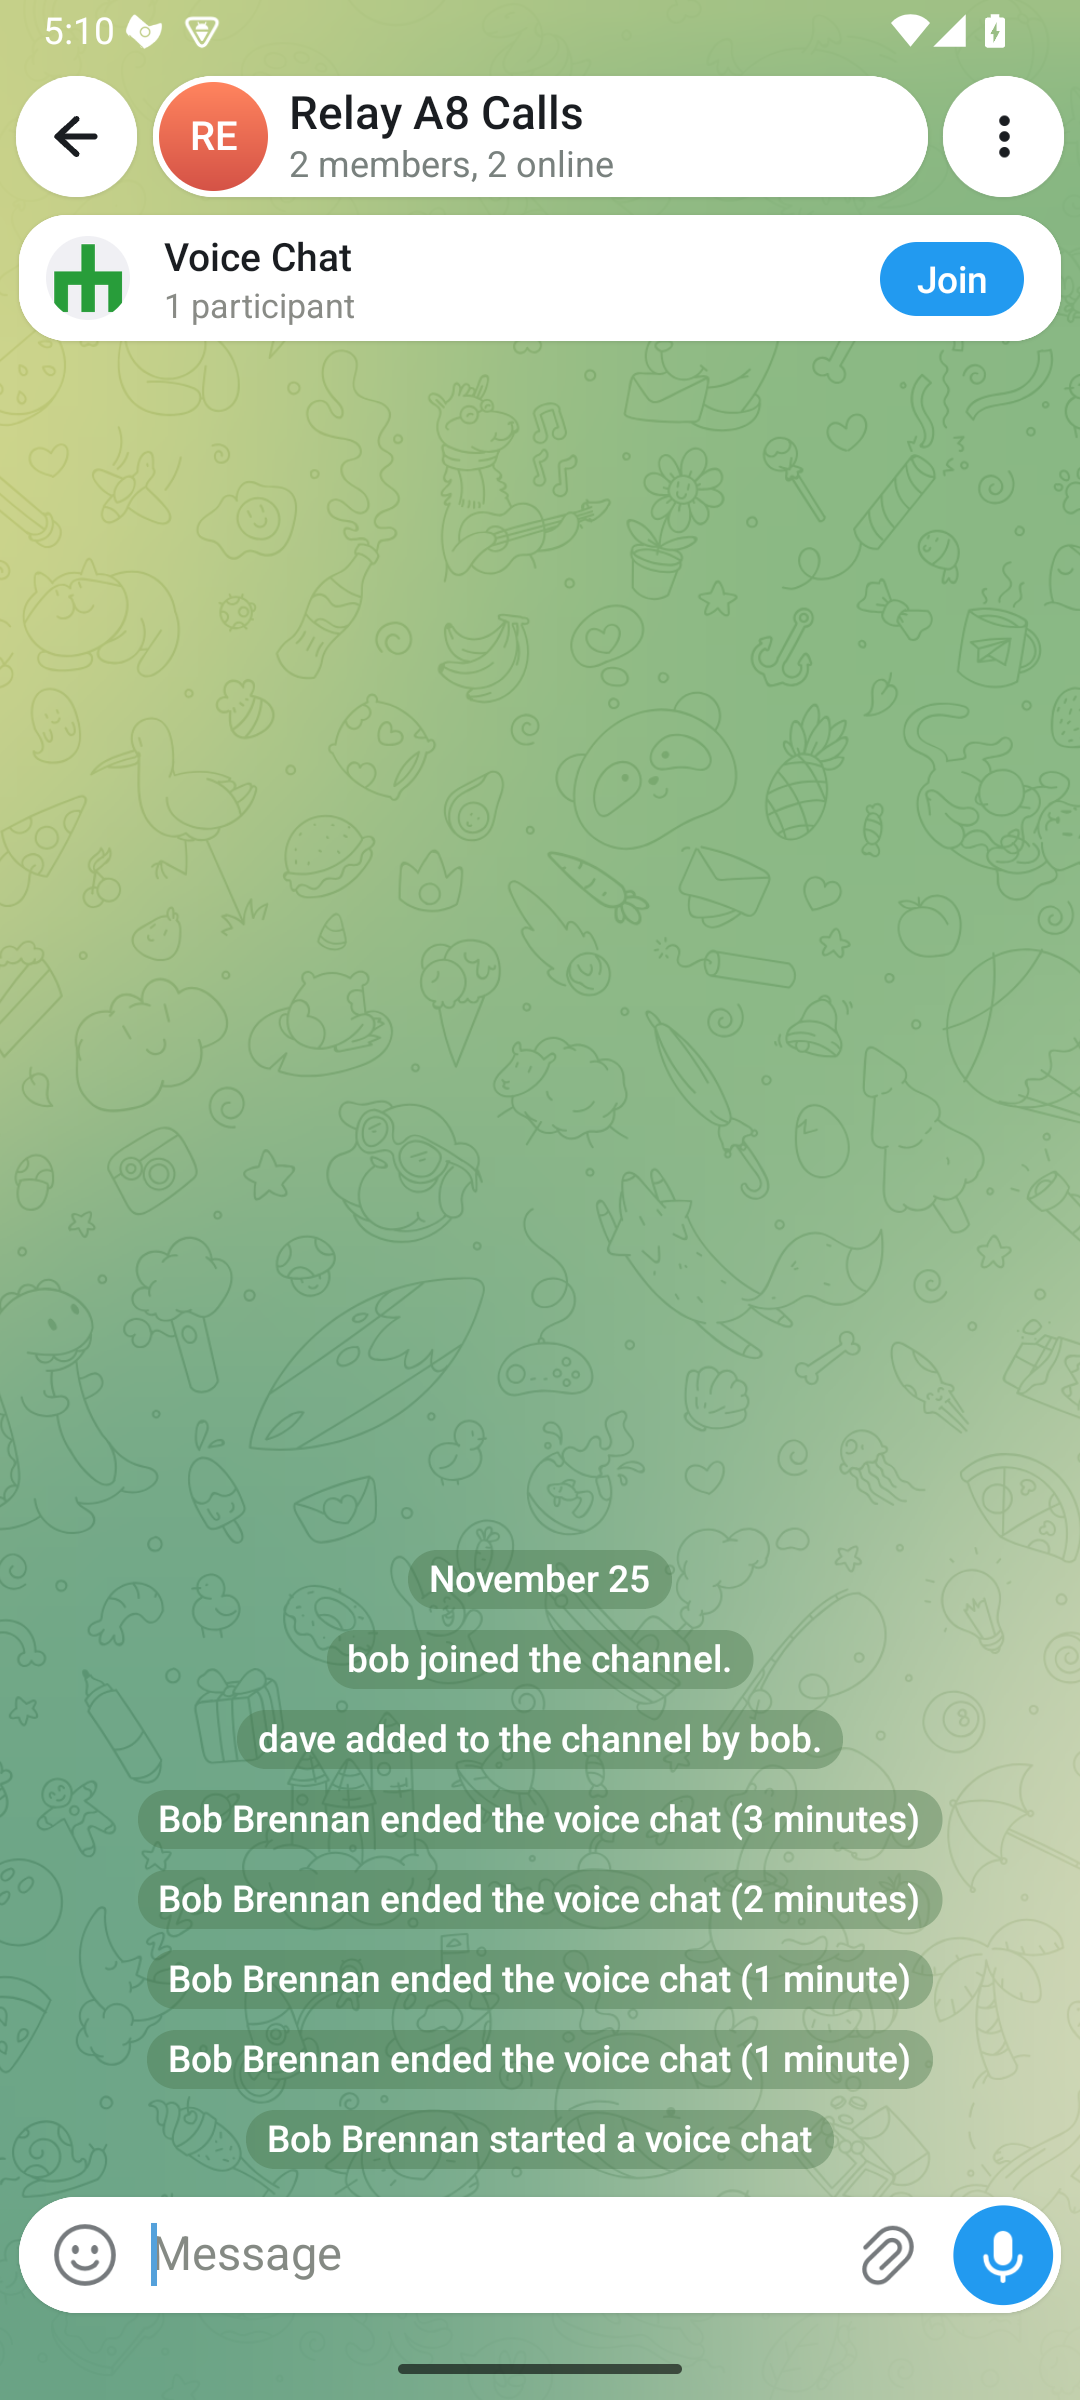 5:10
RE
Relay A8 Calls
2 members, 2 online
Voice Chat
1 participant
Join
November 25
bob joined the channel.
dave added to the channel by bob.
Bob Brennan ended the voice chat (3 minutes)
Bob Brennan ended the voice chat (2 minutes)
Bob Brennan ended the voice chat (1 minute)
Bob Brennan ended the voice chat (1 minute)
Bob Brennan started a voice chat
Message